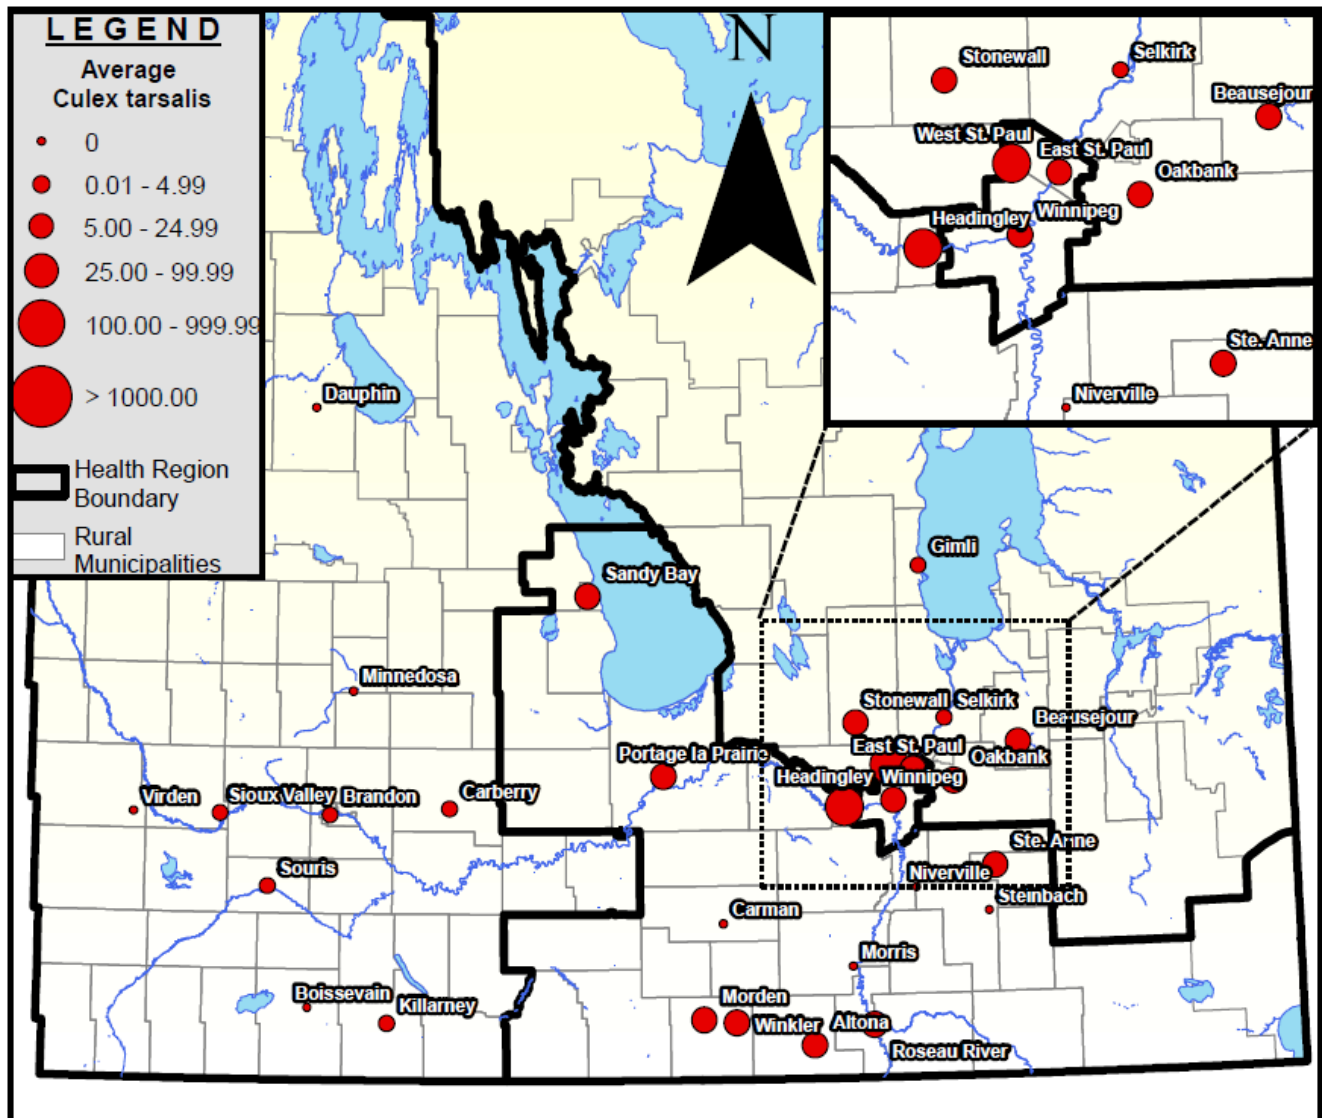 LEGEND
Average
Culex tarsalis
0
0.01 - 4.99
5.00 - 24.99
25.00 - 99.99
100.00 - 999.99
> 1000.00
Health Region
Boundary
Rural
Municipalities
N
Stonewall
Selkirk
Beausejour
West St. Paul
East St. Paul
Oakbank
Headingley
Winnipeg
Ste. Anne
Niverville
Dauphin
Gimli
Sandy Bay
Minnedosa
Stonewall
Selkirk
Beausejour
East St. Paul
Portage la Prairie
Oakbank
Headingley
Winnipeg
Virden
Sioux Valley
Brandon
Carberry
Ste. Anne
Souris
Niverville
Steinbach
Carman
Morris
Boissevain
Killarney
Morden
Winkler
Altona
Roseau River